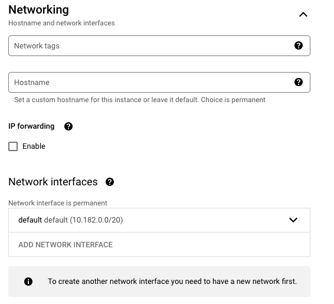 Networking
Hostname and network interfaces
Network tags
Hostname
Set a custom hostname for this instance or leave it default. Choice is permanent
IP forwarding
Enable
Network interfaces
Network interface is permanent
default default (10.182.0.0/20)
ADD NETWORK INTERFACE
To create another network interface you need to have a new network first.